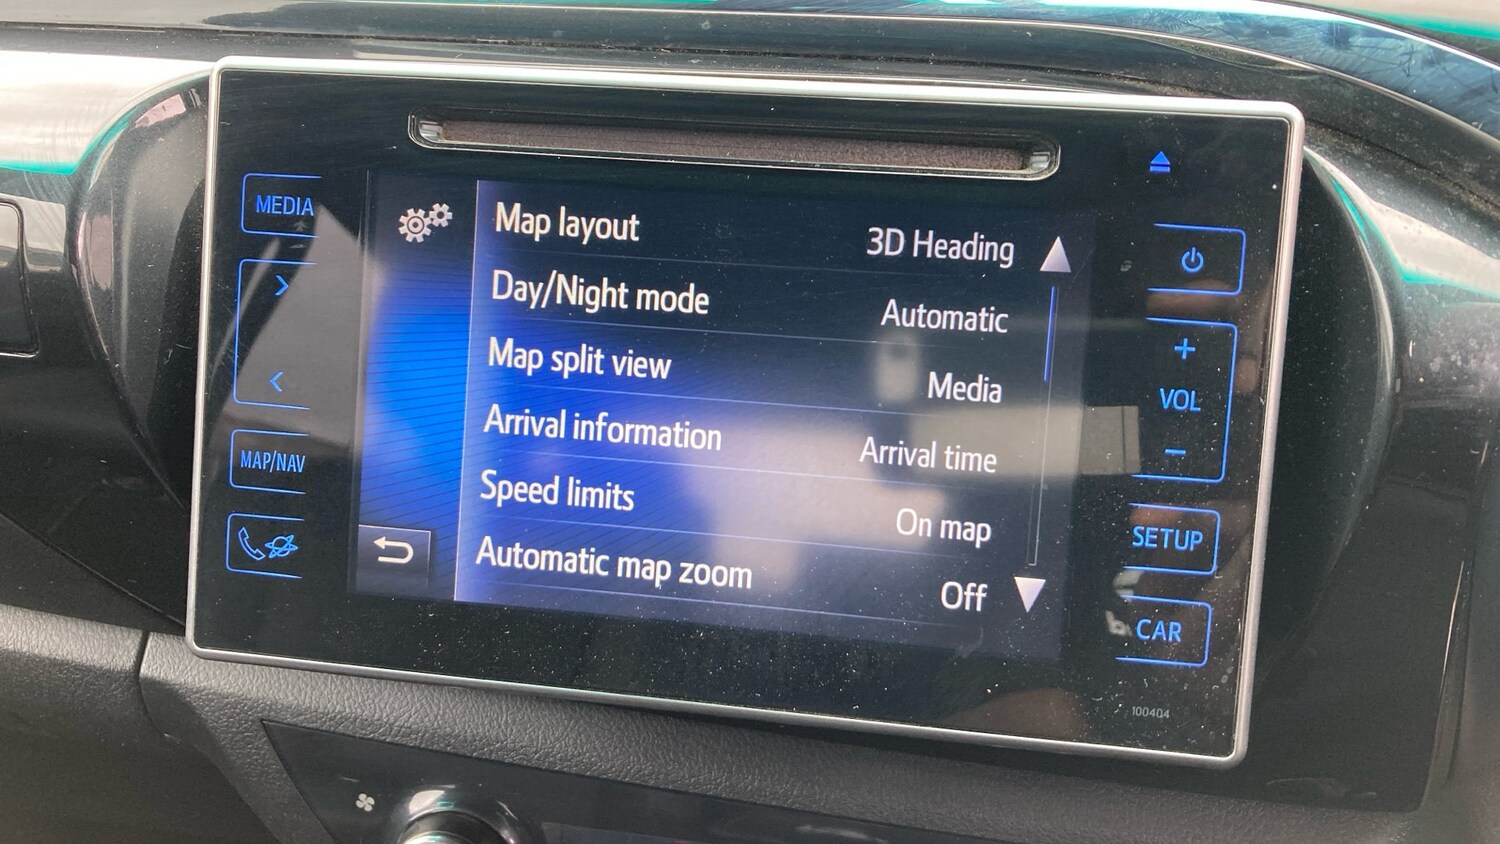 MEDIA
MAP/NAV
Map layout 3D Heading
Day/Night mode Automatic
Map split view Media
Arrival information Arrival time
Speed limits On map
Automatic map zoom Off
+
VOL
−
SETUP
CAR
100404